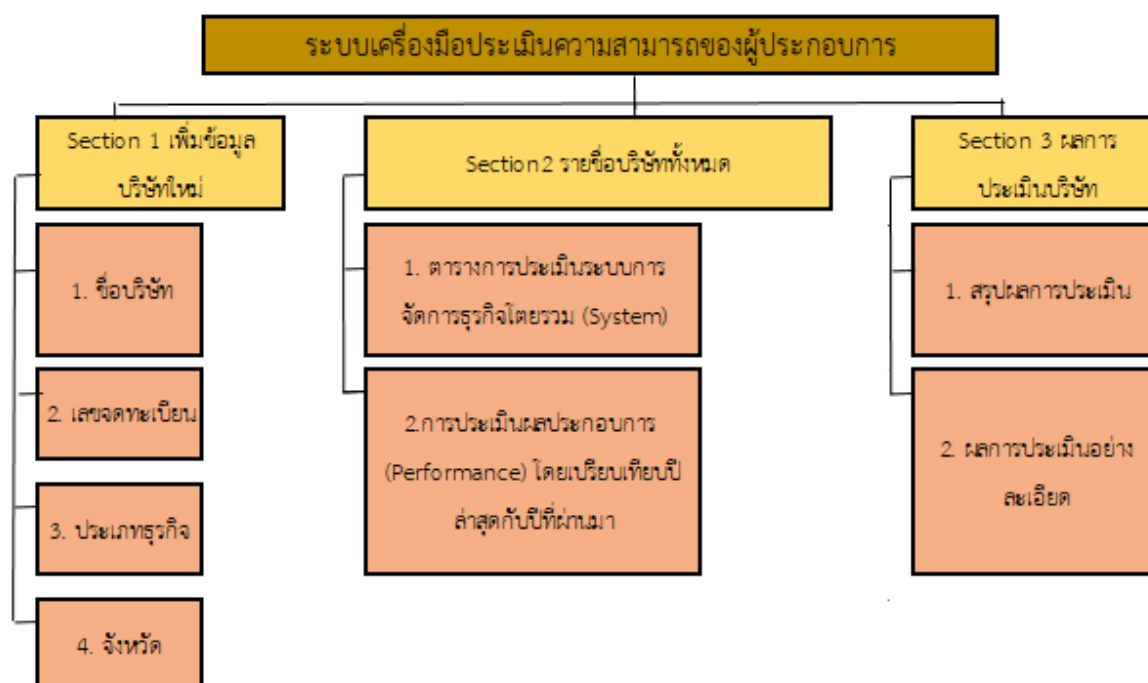 ระบบเครื่องมือประเมินความสามารถของผู้ประกอบการ
Section 1 เพิ่มข้อมูล
บริษัทใหม่
1. ชื่อบริษัท
2. เลขจดทะเบียน
3. ประเภทธุรกิจ
4. จังหวัด
Section 2 รายชื่อบริษัททั้งหมด
1. ตารางการประเมินระบบการ
จัดการธุรกิจโตยรวม (System)
2.การประเมินผลประกอบการ
(Performance) โดยเปรียบเทียบปี
ล่าสุดกับปีที่ผ่านมา
Section 3 ผลการ
ประเมินบริษัท
1. สรุปผลการประเมิน
2. ผลการประเมินอย่าง
ละเอียด